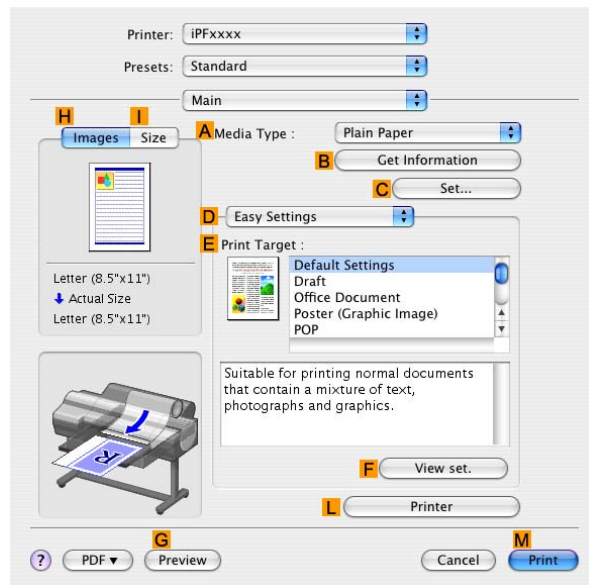 Printer: iPFxxxx
Presets: Standard
Main
H I
Images Size
A Media Type : Plain Paper
B Get Information
C Set...
D Easy Settings
E Print Target :
Default Settings
Draft
Office Document
Poster (Graphic Image)
POP
Letter (8.5"x11")
Actual Size
Letter (8.5"x11")
Suitable for printing normal documents
that contain a mixture of text,
photographs and graphics.
R
F View set.
L Printer
G M
? PDF▼ Preview Cancel Print